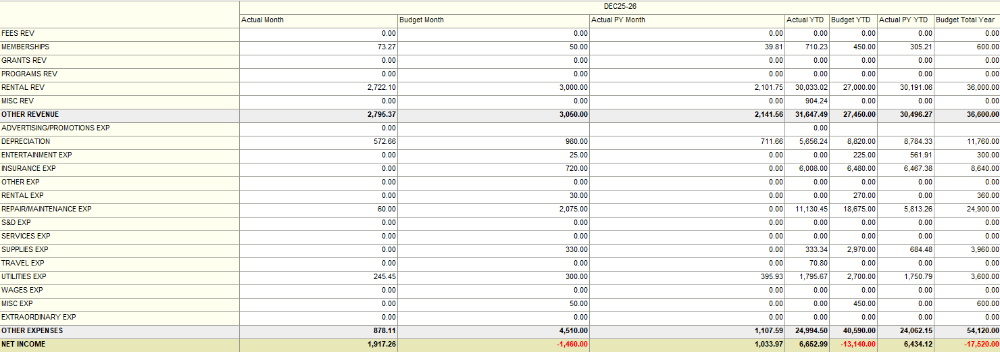 DEC25-26
Actual Month Budget Month Actual PY Month Actual YTD Budget YTD Actual PY YTD Budget Total Year
FEES REV 0.00 0.00 0.00 0.00 0.00 0.00 0.00
MEMBERSHIPS 73.27 50.00 39.81 710.23 450.00 305.21 600.00
GRANTS REV 0.00 0.00 0.00 0.00 0.00 0.00 0.00
PROGRAMS REV 0.00 0.00 0.00 0.00 0.00 0.00 0.00
RENTAL REV 2,722.10 3,000.00 2,101.75 30,033.02 27,000.00 30,191.06 36,000.00
MISC REV 0.00 0.00 0.00 904.24 0.00 0.00 0.00
OTHER REVENUE 2,795.37 3,050.00 2,141.56 31,647.49 27,450.00 30,496.27 36,600.00
ADVERTISING/PROMOTIONS EXP 0.00 0.00
DEPRECIATION 572.66 980.00 711.66 5,656.24 8,820.00 8,784.33 11,760.00
ENTERTAINMENT EXP 0.00 25.00 0.00 0.00 225.00 561.91 300.00
INSURANCE EXP 0.00 720.00 0.00 6,008.00 6,480.00 6,467.38 8,640.00
OTHER EXP 0.00 0.00 0.00 0.00 0.00 0.00 0.00
RENTAL EXP 0.00 30.00 0.00 0.00 270.00 0.00 360.00
REPAIR/MAINTENANCE EXP 60.00 2,075.00 0.00 11,130.45 18,675.00 5,813.26 24,900.00
S&D EXP 0.00 0.00 0.00 0.00 0.00 0.00 0.00
SERVICES EXP 0.00 0.00 0.00 0.00 0.00 0.00 0.00
SUPPLIES EXP 0.00 330.00 0.00 333.34 2,970.00 684.48 3,960.00
TRAVEL EXP 0.00 0.00 0.00 70.80 0.00 0.00 0.00
UTILITIES EXP 245.45 300.00 395.93 1,795.67 2,700.00 1,750.79 3,600.00
WAGES EXP 0.00 0.00 0.00 0.00 0.00 0.00 0.00
MISC EXP 0.00 50.00 0.00 0.00 450.00 0.00 600.00
EXTRAORDINARY EXP 0.00 0.00 0.00 0.00 0.00 0.00 0.00
OTHER EXPENSES 878.11 4,510.00 1,107.59 24,994.50 40,590.00 24,062.15 54,120.00
NET INCOME 1,917.26 -1,460.00 1,033.97 6,652.99 -13,140.00 6,434.12 -17,520.00